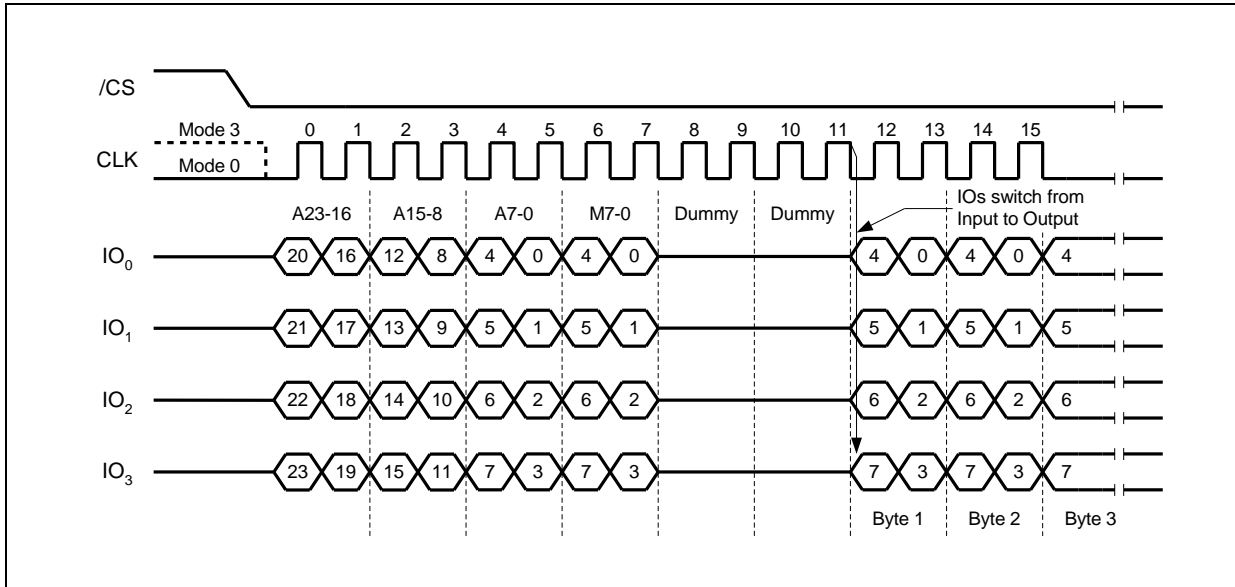 /CS
Mode 3 0 1 2 3 4 5 6 7 8 9 10 11 12 13 14 15
CLK
Mode 0
IOs switch from
Input to Output
A23-16 A15-8 A7-0 M7-0 Dummy Dummy
IO0 20 16 12 8 4 0 4 0 4 0 4 0 4
IO1 21 17 13 9 5 1 5 1 5 1 5 1 5
IO2 22 18 14 10 6 2 6 2 6 2 6 2 6
IO3 23 19 15 11 7 3 7 3 7 3 7 3 7
Byte 1 Byte 2 Byte 3